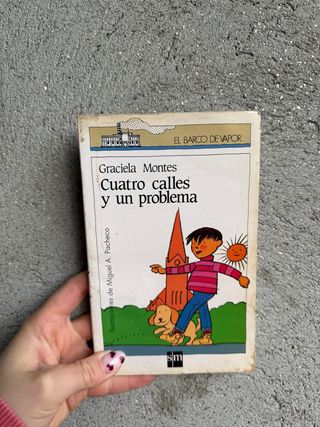 EL BARCO DE VAPOR
Graciela Montes
Cuatro calles
y un problema
Ilustraciones de Miguel A. Pacheco
sm